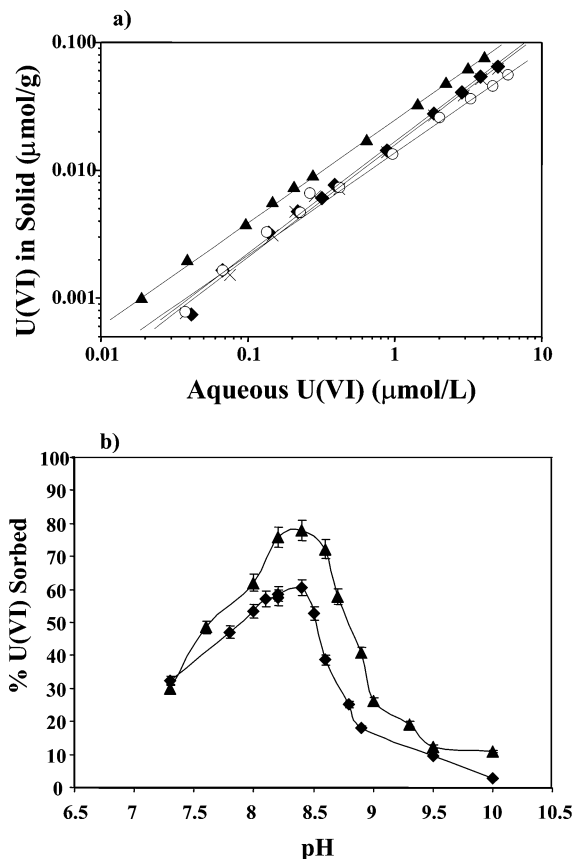 a)
0.100
0.010
0.001
U(VI) in Solid (μmol/g)
0.01 0.1 1 10
Aqueous U(VI) (μmol/L)
b)
100
90
80
70
60
50
40
30
20
10
0
% U(VI) Sorbed
6.5 7 7.5 8 8.5 9 9.5 10 10.5
pH